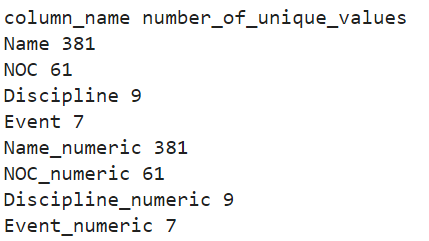 column_name number_of_unique_values
Name 381
NOC 61
Discipline 9
Event 7
Name_numeric 381
NOC_numeric 61
Discipline_numeric 9
Event_numeric 7